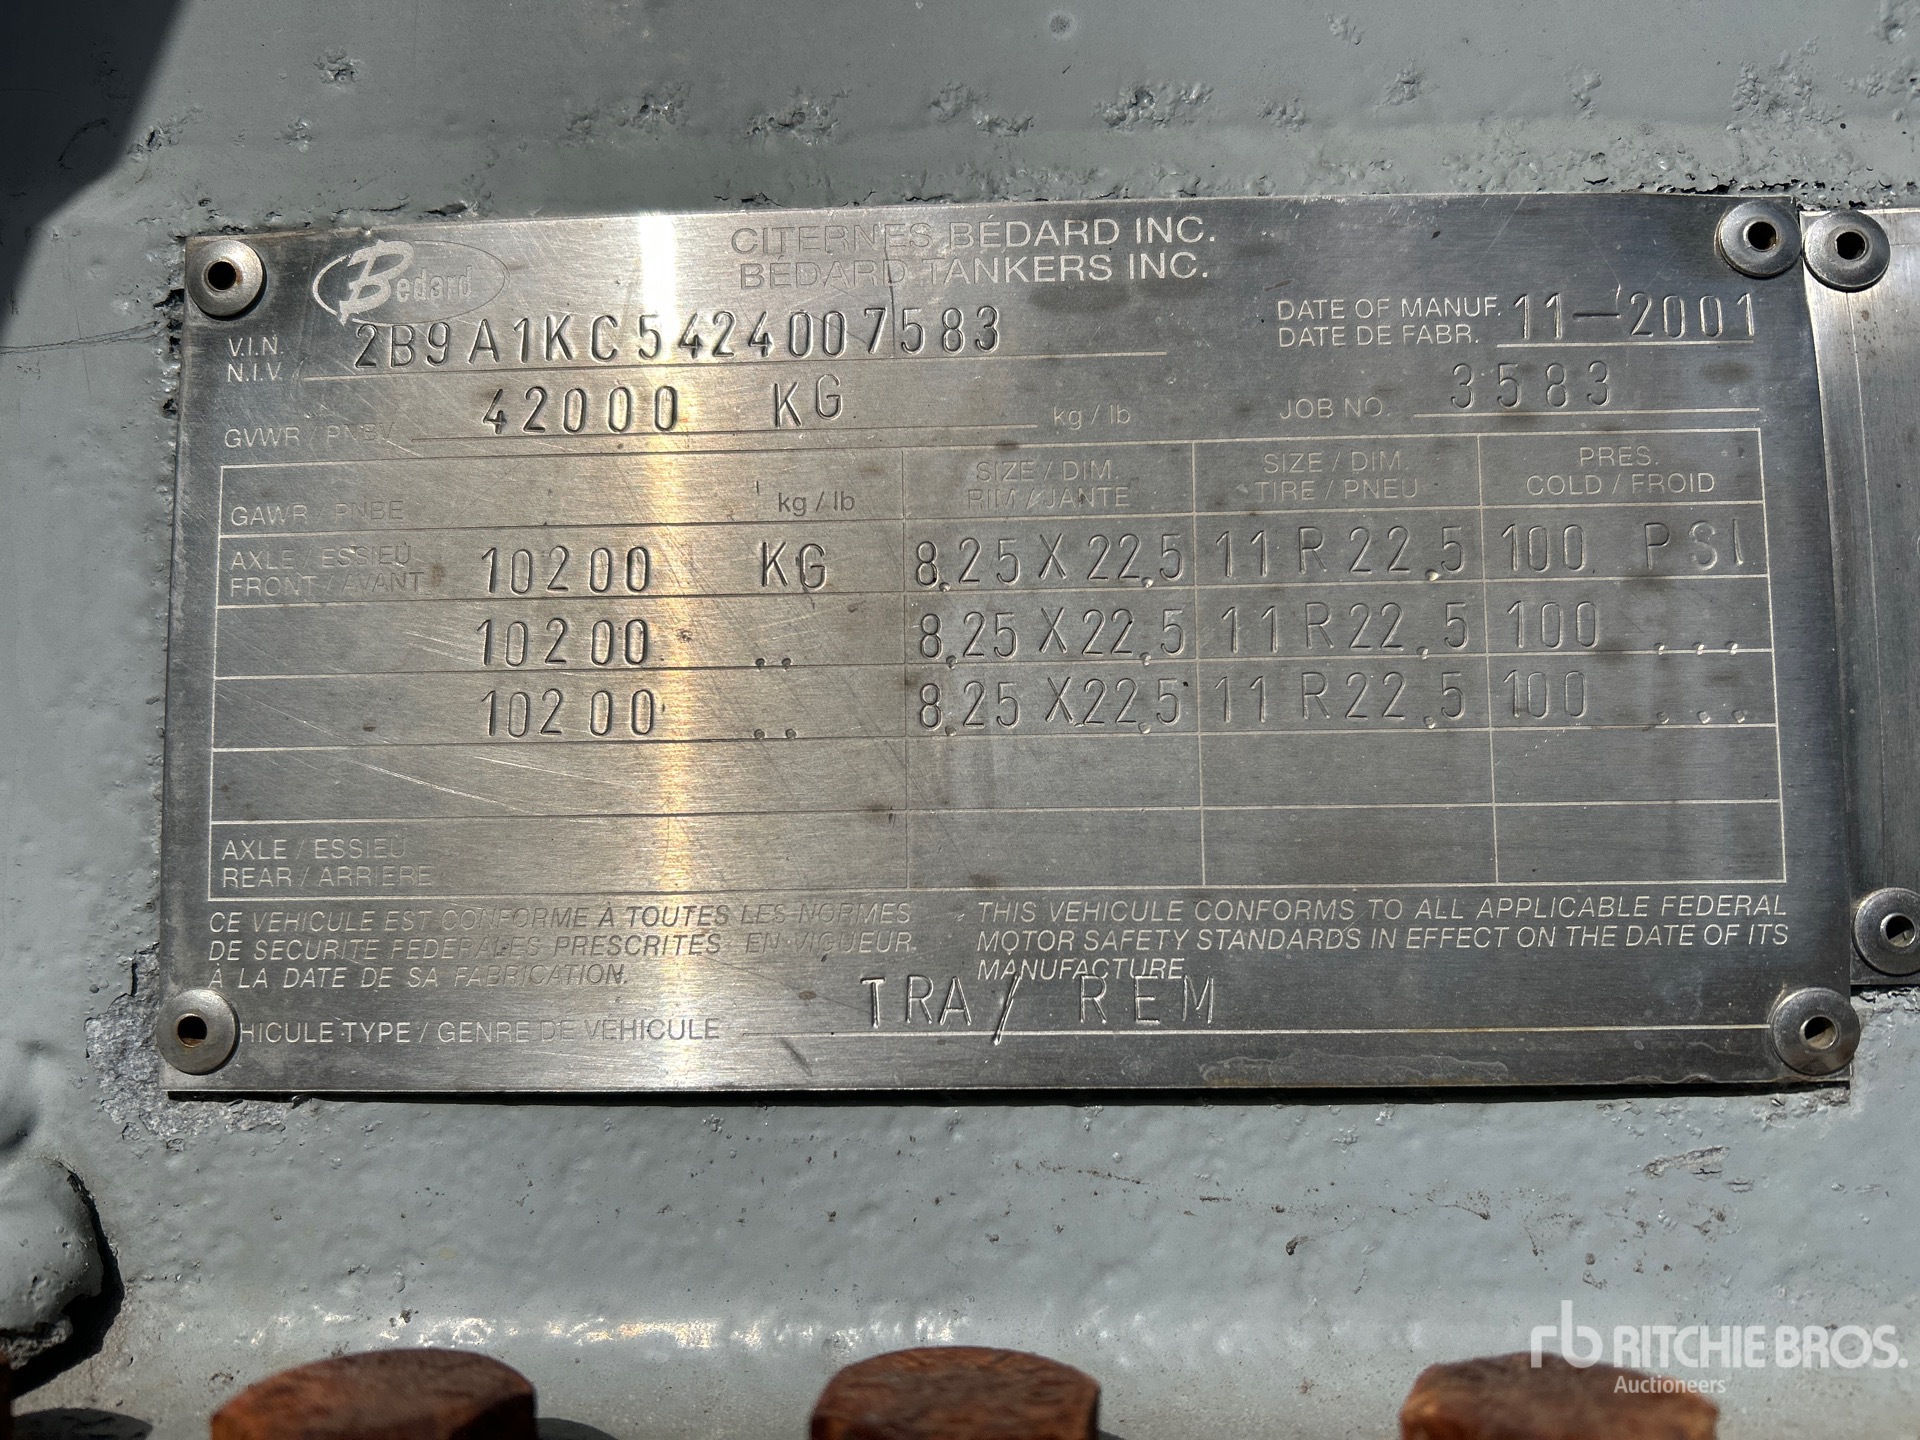 Bedard
CITERNES BÉDARD INC.
BÉDARD TANKERS INC.
V.I.N.
N.I.V. 2B9A1KC5424007583
DATE OF MANUF.
DATE DE FABR. 11-2001
GVWR / PNBV 42000 KG kg / lb
JOB NO. 3583
GAWR / PNBE kg / lb
SIZE / DIM.
RIM / JANTE
SIZE / DIM.
TIRE / PNEU
PRES.
COLD / FROID
AXLE / ESSIEU
FRONT / AVANT 10200 KG 8.25 X 22.5 11 R 22.5 100 PSI
10200 .. 8.25 X 22.5 11 R 22.5 100 ...
10200 .. 8.25 X 22.5 11 R 22.5 100 ...
AXLE / ESSIEU
REAR / ARRIERE
CE VEHICULE EST CONFORME À TOUTES LES NORMES
DE SECURITE FEDERALES PRESCRITES EN VIGUEUR
À LA DATE DE SA FABRICATION.
THIS VEHICULE CONFORMS TO ALL APPLICABLE FEDERAL
MOTOR SAFETY STANDARDS IN EFFECT ON THE DATE OF ITS
MANUFACTURE
HICULE TYPE / GENRE DE VEHICULE TRA / REM
rb RITCHIE BROS.
Auctioneers